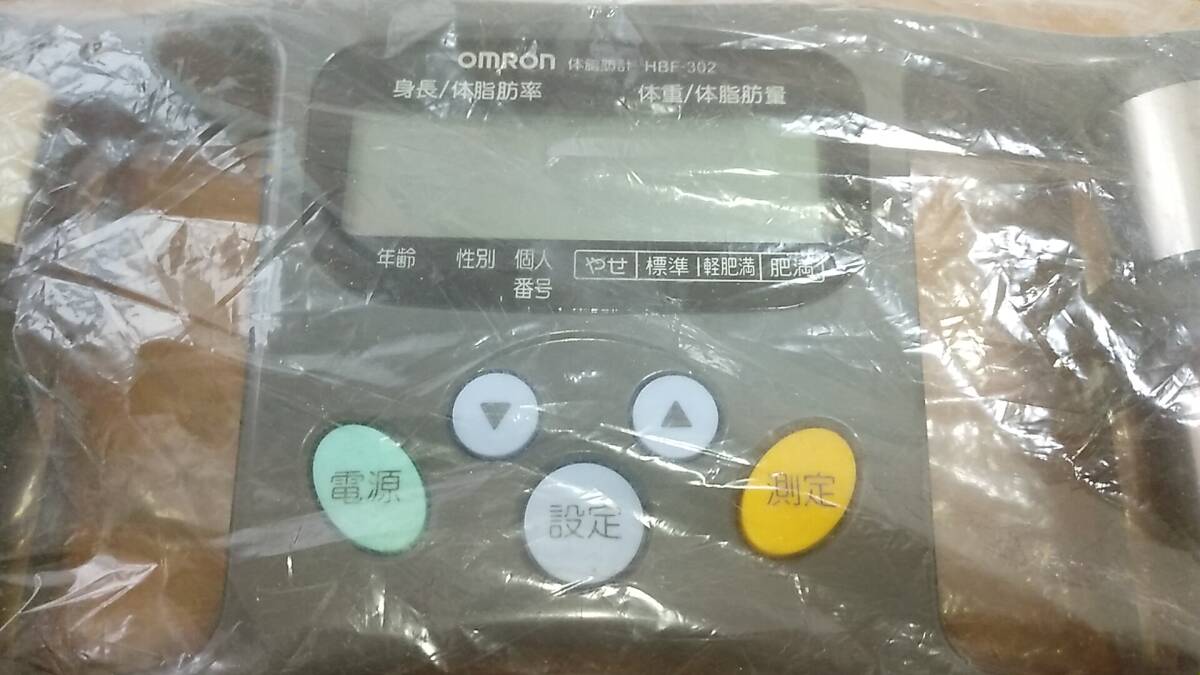 OMRON 体脂肪計 HBF-302
身長/体脂肪率 体重/体脂肪量
年齢 性別 個人番号 やせ 標準 軽肥満 肥満
▼ ▲
電源 設定 測定